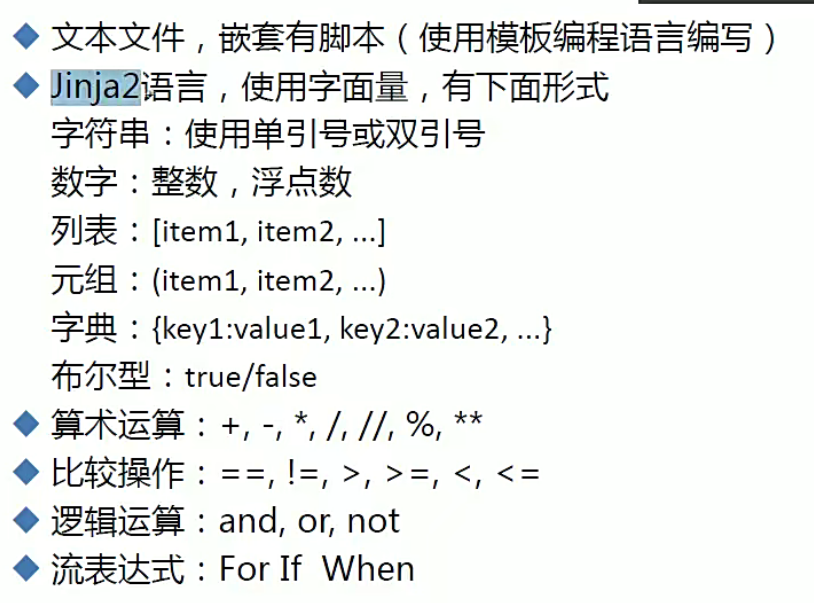 文本文件，嵌套有脚本（使用模板编程语言编写）
Jinja2语言，使用字面量，有下面形式
字符串：使用单引号或双引号
数字：整数，浮点数
列表：[item1, item2, ...]
元组：(item1, item2, ...)
字典：{key1:value1, key2:value2, ...}
布尔型：true/false
算术运算：+, -, *, /, //, %, **
比较操作：==, !=, >, >=, <, <=
逻辑运算：and, or, not
流表达式：For If When